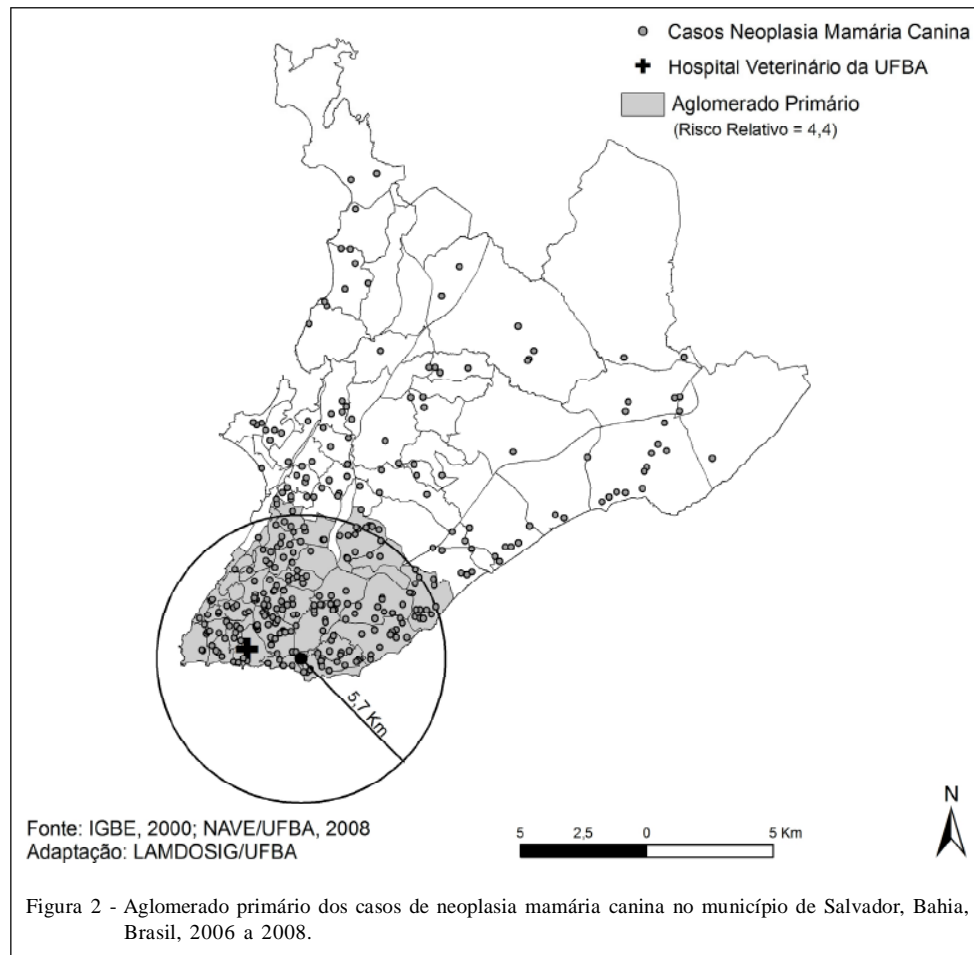 Casos Neoplasia Mamária Canina
Hospital Veterinário da UFBA
Aglomerado Primário
(Risco Relativo = 4,4)
5,7 Km
Fonte: IGBE, 2000; NAVE/UFBA, 2008
Adaptação: LAMDOSIG/UFBA
5 2,5 0 5 Km
N
Figura 2 - Aglomerado primário dos casos de neoplasia mamária canina no município de Salvador, Bahia,
Brasil, 2006 a 2008.